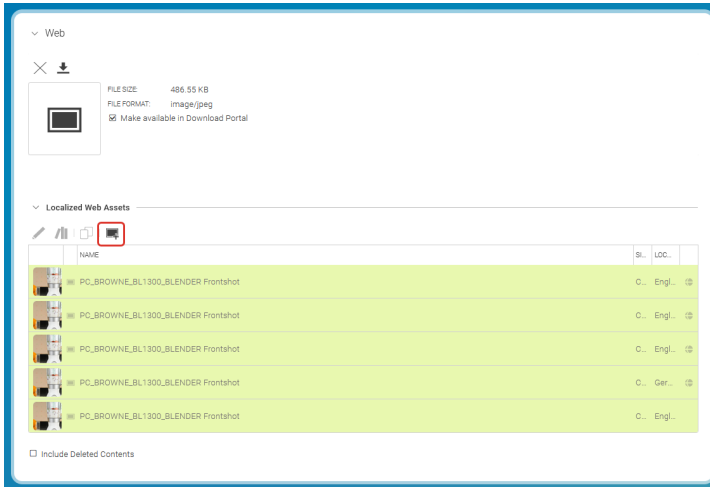 Web
FILE SIZE: 486.55 KB
FILE FORMAT: image/jpeg
Make available in Download Portal
Localized Web Assets
NAME SI... LOC...
PC_BROWNE_BL1300_BLENDER Frontshot C... Engl...
PC_BROWNE_BL1300_BLENDER Frontshot C... Engl...
PC_BROWNE_BL1300_BLENDER Frontshot C... Engl...
PC_BROWNE_BL1300_BLENDER Frontshot C... Ger...
PC_BROWNE_BL1300_BLENDER Frontshot C... Engl...
Include Deleted Contents